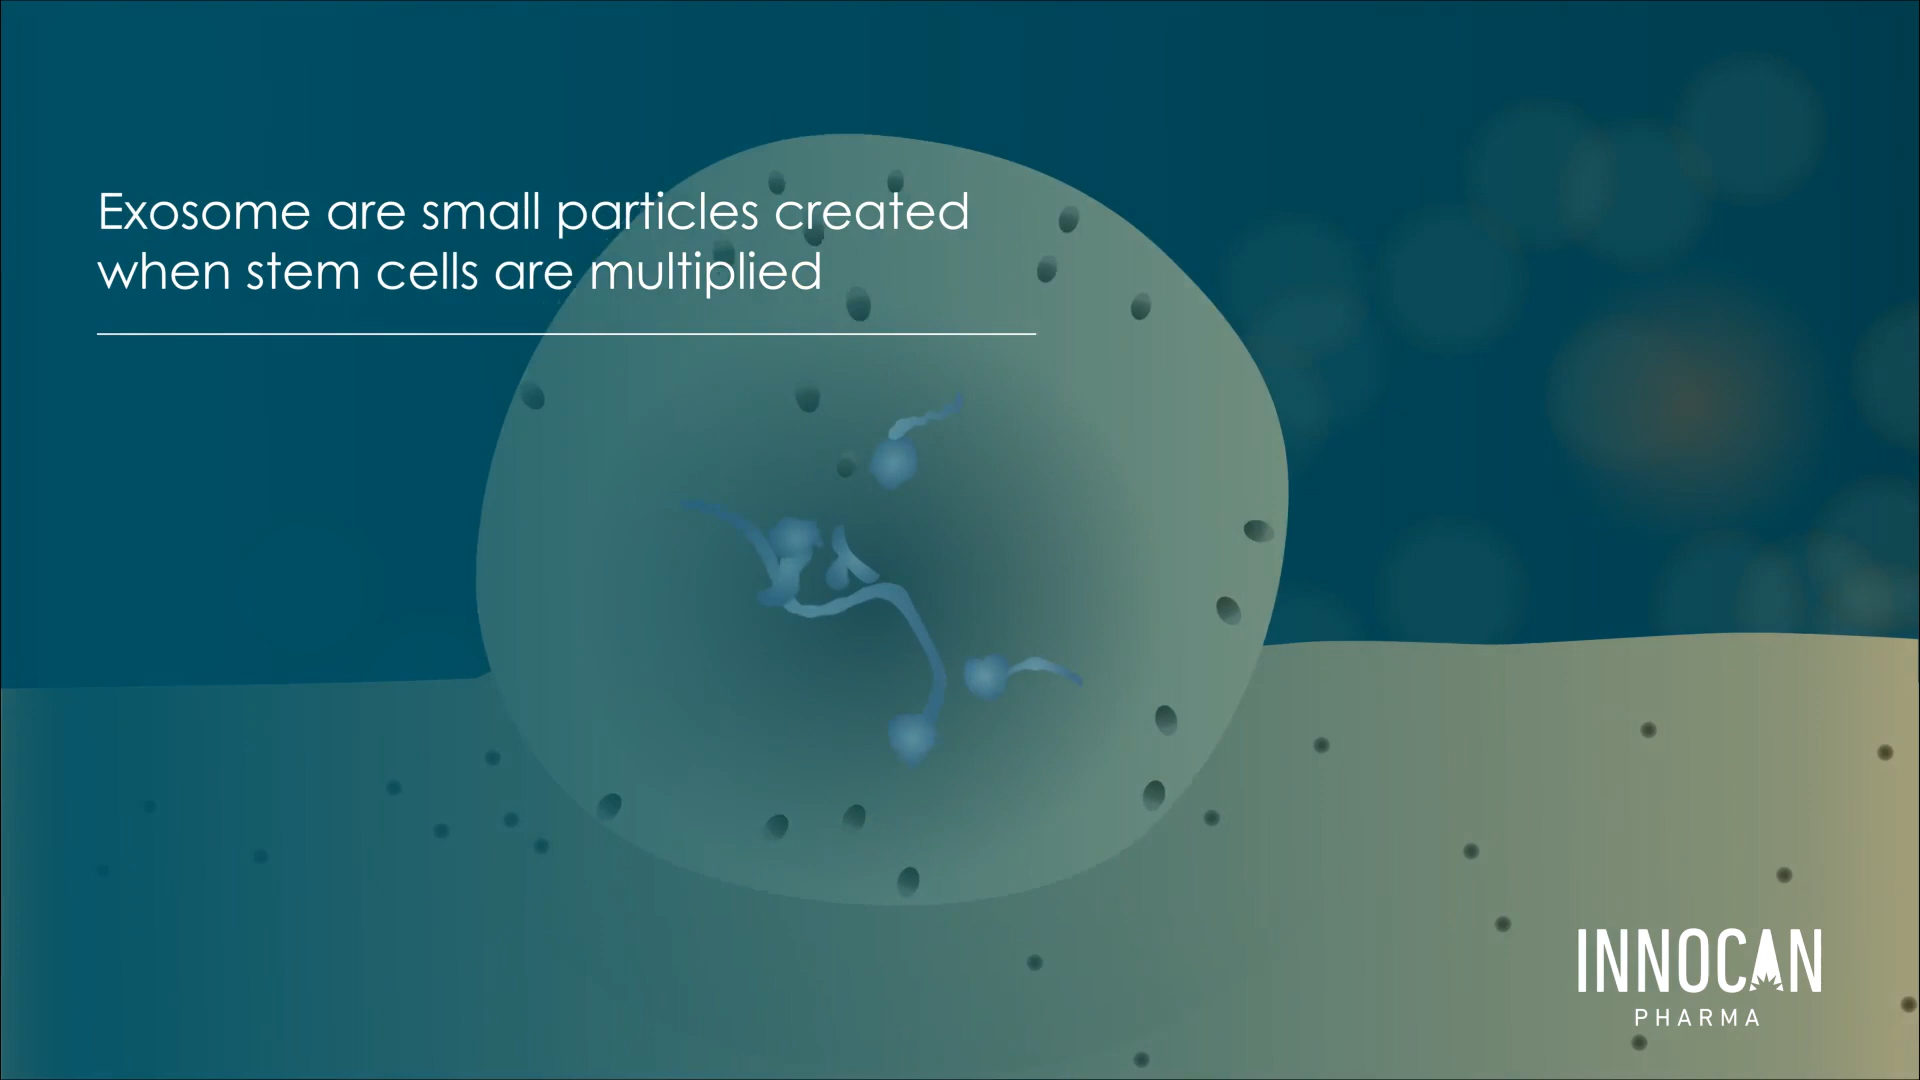 Exosome are small particles created
when stem cells are multiplied
INNOCAN
PHARMA